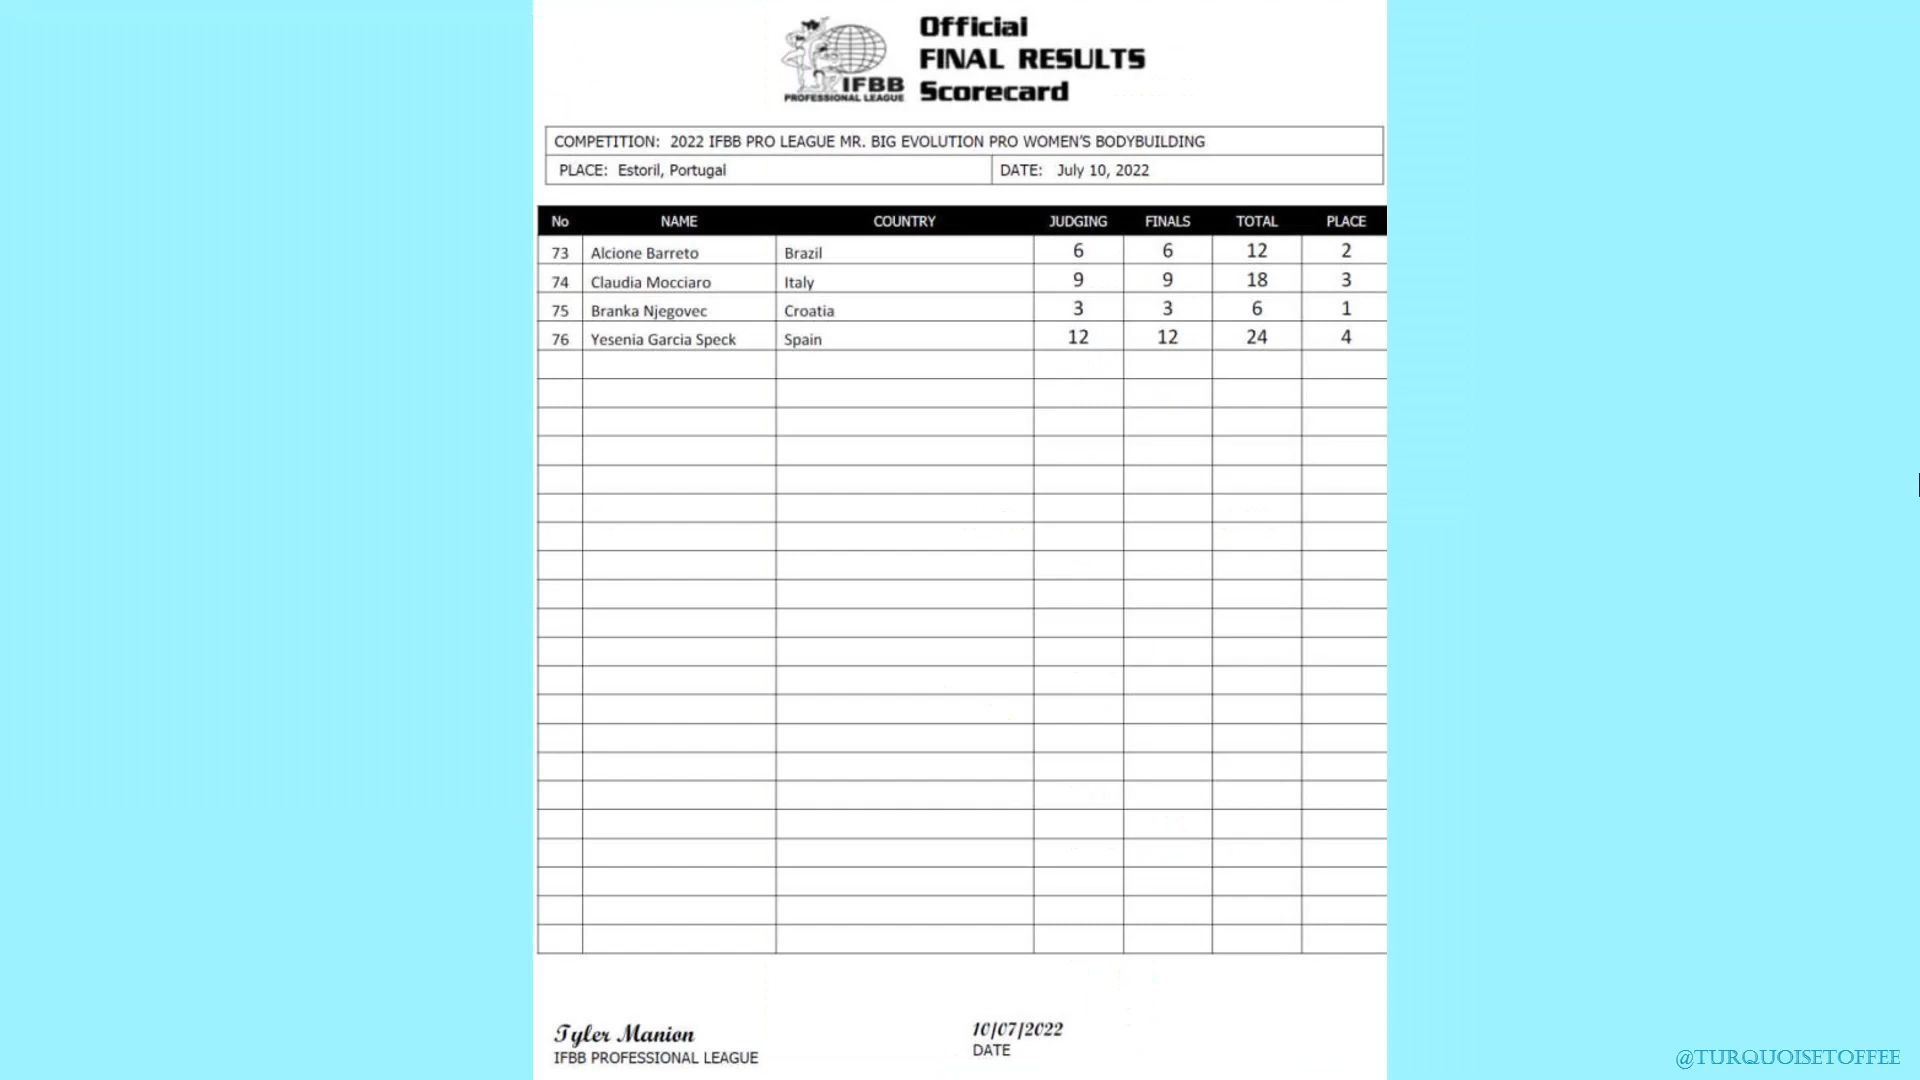 Official
FINAL RESULTS
Scorecard
IFBB
PROFESSIONAL LEAGUE
COMPETITION: 2022 IFBB PRO LEAGUE MR. BIG EVOLUTION PRO WOMEN'S BODYBUILDING
PLACE: Estoril, Portugal DATE: July 10, 2022
No NAME COUNTRY JUDGING FINALS TOTAL PLACE
73 Alcione Barreto Brazil 6 6 12 2
74 Claudia Mocciaro Italy 9 9 18 3
75 Branka Njegovec Croatia 3 3 6 1
76 Yesenia Garcia Speck Spain 12 12 24 4
Tyler Manion 10/07/2022
IFBB PROFESSIONAL LEAGUE DATE
@TURQUOISETOFFEE